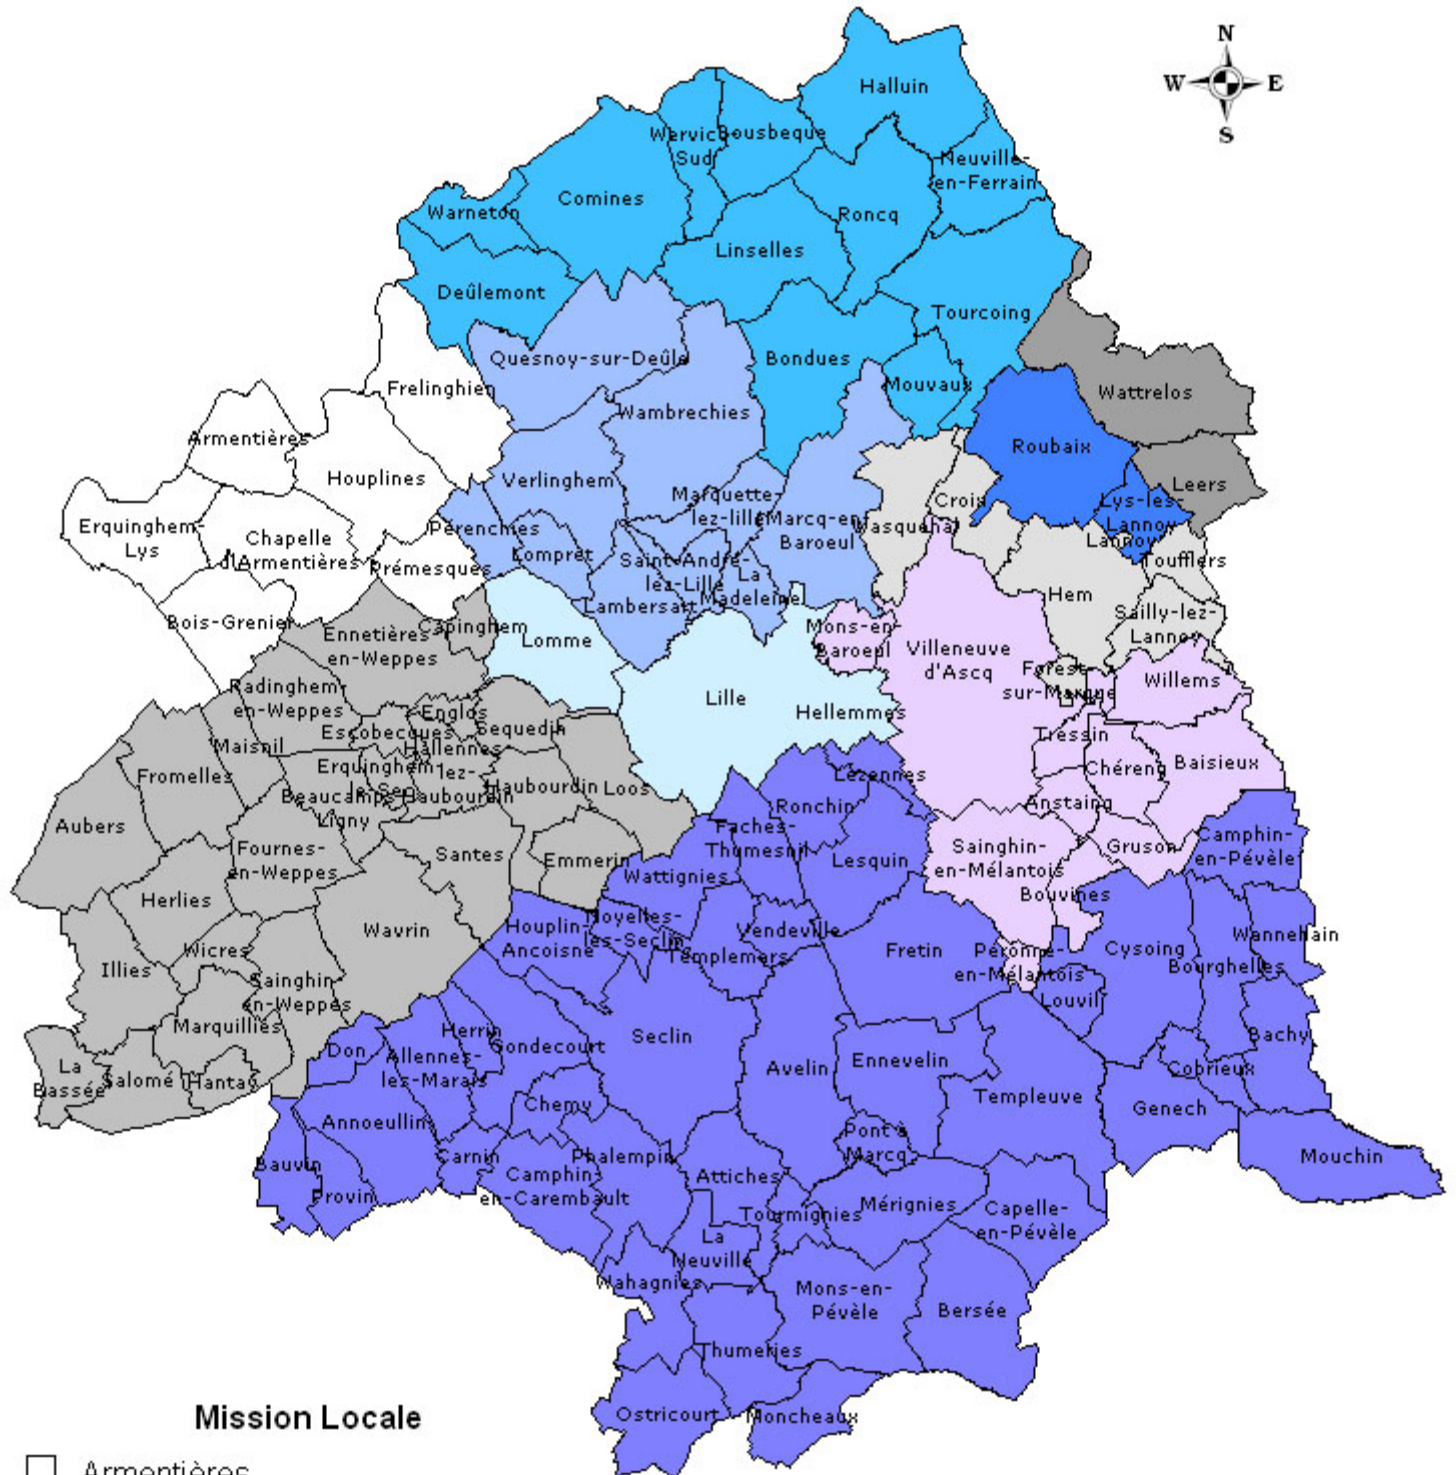 N
W E
S
Halluin
Wervicq-
Sud
Bousbeque
Neuville-
en-Ferrain
Comines
Warneton
Roncq
Linselles
Deûlemont
Tourcoing
Quesnoy-sur-Deûle
Bondues
Mouvaux
Frelinghien
Wattrelos
Wambrechies
Armentières
Roubaix
Houplines
Verlinghem
Leers
Marquette-
lez-lille
Croix
Lys-les-
Lannoy
Lannoy
Erquinghem-
Lys
Pérenchies
Marcq-en-
Baroeul
Wasquehal
Chapelle
d'Armentières
Lompret
Prémesques
Saint-André-
lez-Lille
La
Madeleine
Toufflers
Hem
Lambersart
Bois-Grenier
Capinghem
Ennetières-
en-Weppes
Lomme
Mons-en-
Baroeul
Sailly-lez-
Lannoy
Villeneuve
d'Ascq
Forest-
sur-Marque
Willems
Radinghem-
en-Weppes
Lille
Hellemmes
Englos
Escobecques
Sequedin
Maisnil
Hallennes-
lez-
Haubourdin
Tressin
Fromelles
Erquinghem-
le-Sec
Chéreng
Baisieux
Lezennes
Beaucamps-
Ligny
Haubourdin
Loos
Anstaing
Ronchin
Aubers
Faches-
Thumesnil
Camphin-
en-Pévèle
Fournes-
en-Weppes
Santes
Emmerin
Lesquin
Sainghin-
en-Mélantois
Gruson
Wattignies
Bouvines
Herlies
Wavrin
Houplin-
Ancoisne
Noyelles-
les-Seclin
Vendeville
Wannehain
Wicres
Templemars
Fretin
Péronne-
en-Mélantois
Cysoing
Illies
Bourghelles
Sainghin-
en-Weppes
Louvil
Marquillies
Herrin
Gondecourt
Seclin
Bachy
Don
Allennes-
les-Marais
Ennevelin
La
Bassée
Salomé
Hantay
Avelin
Cobrieux
Templeuve
Chemy
Genech
Annoeullin
Pont à
Marcq
Bauvin
Carnin
Phalempin
Mouchin
Camphin-
en-Carembault
Attiches
Provin
Tourmignies
Mérignies
Capelle-
en-Pévèle
La
Neuville
Wahagnies
Mons-en-
Pévèle
Bersée
Thumeries
Ostricourt
Moncheaux
Mission Locale
Armentières